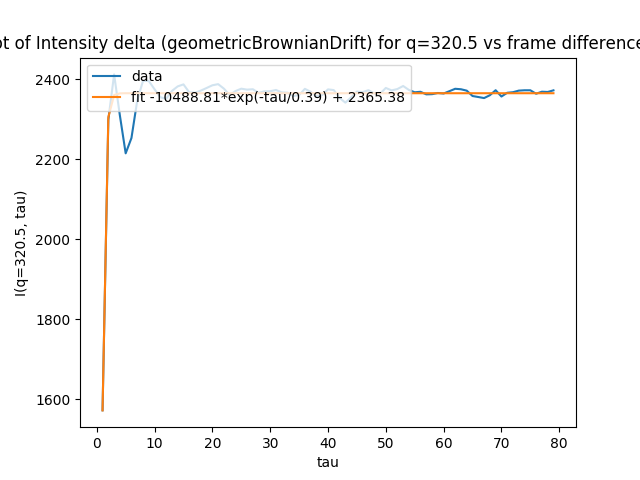 ot of Intensity delta (geometricBrownianDrift) for q=320.5 vs frame difference
data
fit -10488.81*exp(-tau/0.39) + 2365.38
I(q=320.5, tau)
2400
2200
2000
1800
1600
0 10 20 30 40 50 60 70 80
tau